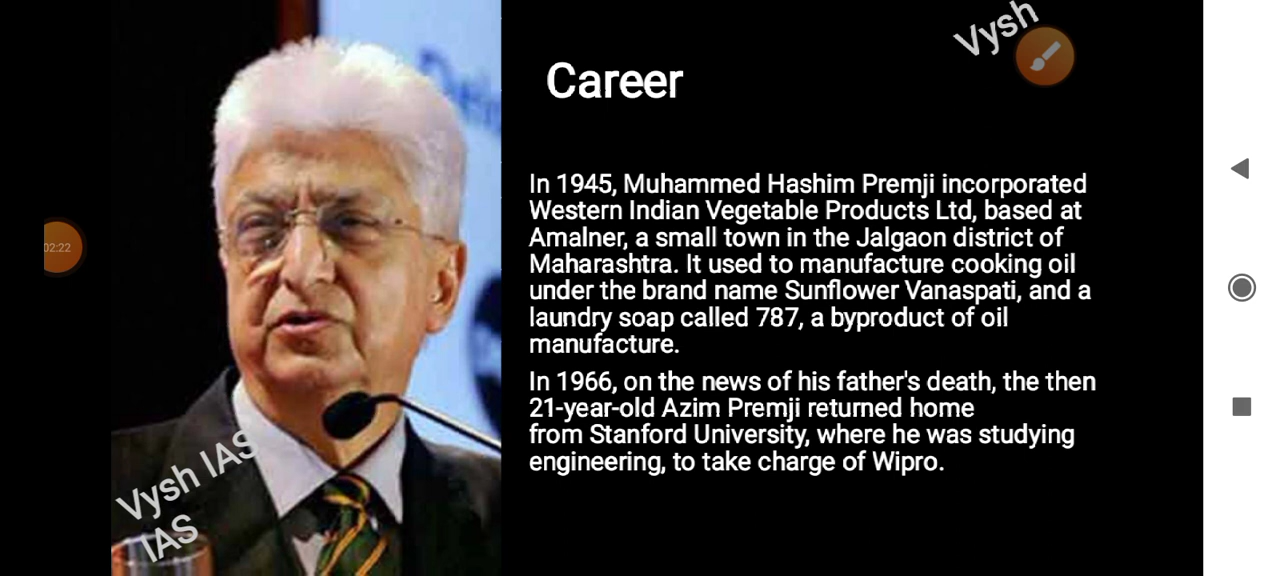 Vysh
Career
02:22
In 1945, Muhammed Hashim Premji incorporated
Western Indian Vegetable Products Ltd, based at
Amalner, a small town in the Jalgaon district of
Maharashtra. It used to manufacture cooking oil
under the brand name Sunflower Vanaspati, and a
laundry soap called 787, a byproduct of oil
manufacture.
In 1966, on the news of his father's death, the then
21-year-old Azim Premji returned home
from Stanford University, where he was studying
engineering, to take charge of Wipro.
Vysh IAS
IAS